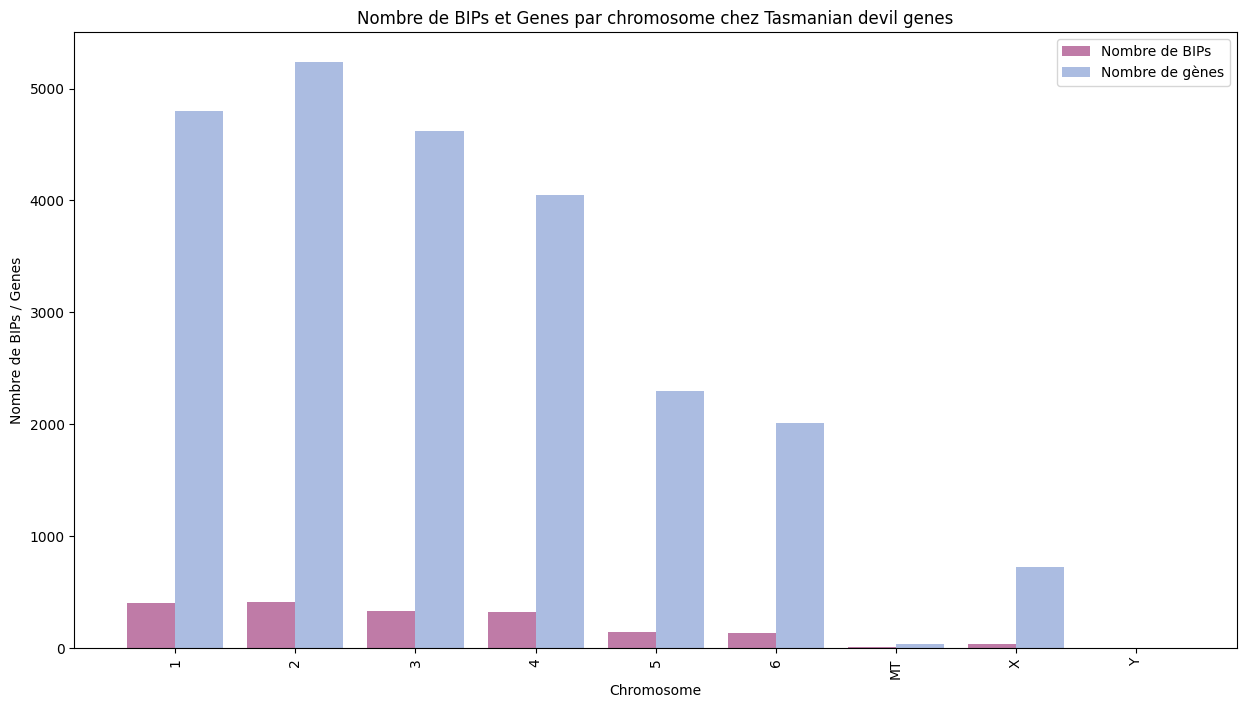 Nombre de BIPs et Genes par chromosome chez Tasmanian devil genes
Nombre de BIPs
Nombre de gènes
Nombre de BIPs / Genes
5000
4000
3000
2000
1000
0
1
2
3
4
5
6
MT
X
Y
Chromosome